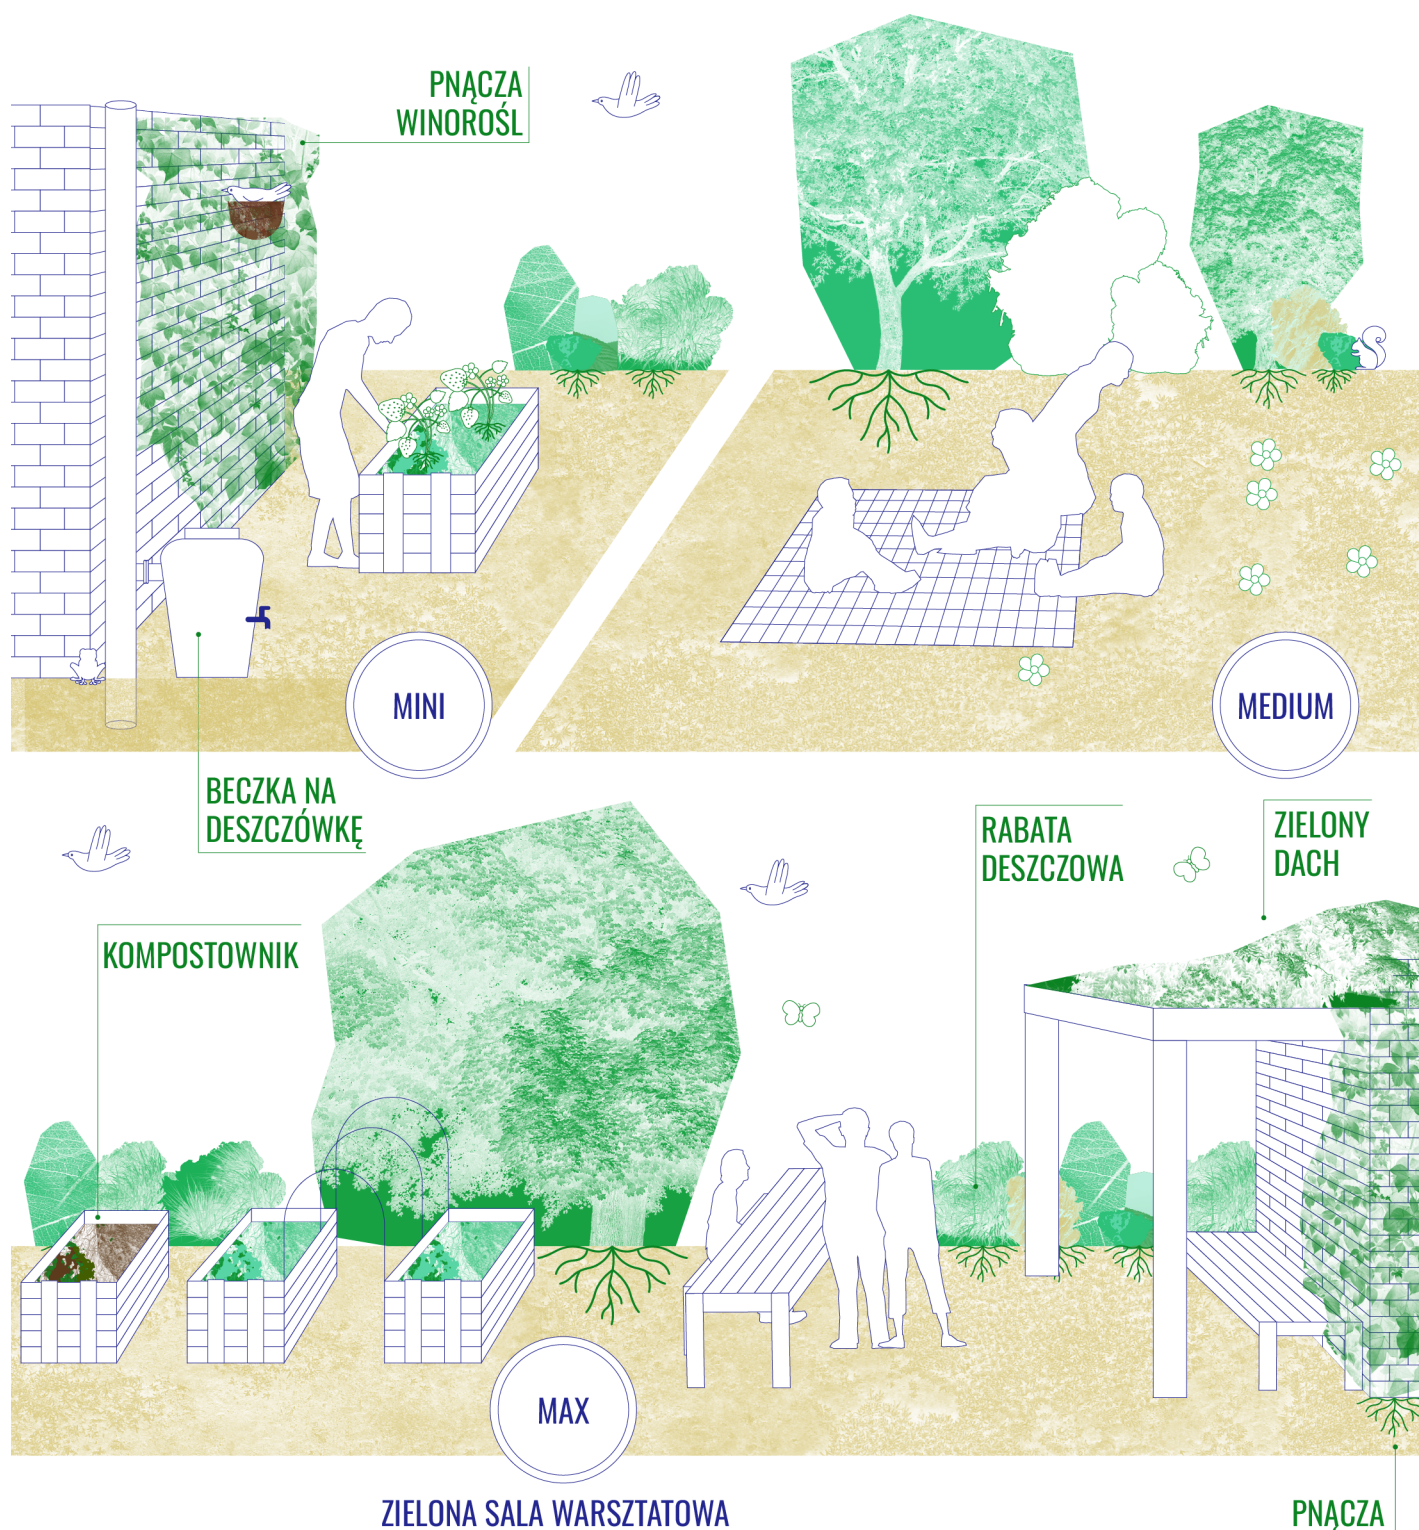 PNĄCZA
WINOROŚL
MINI
MEDIUM
BECZKA NA
DESZCZÓWKĘ
RABATA
DESZCZOWA
ZIELONY
DACH
KOMPOSTOWNIK
MAX
ZIELONA SALA WARSZTATOWA
PNĄCZA